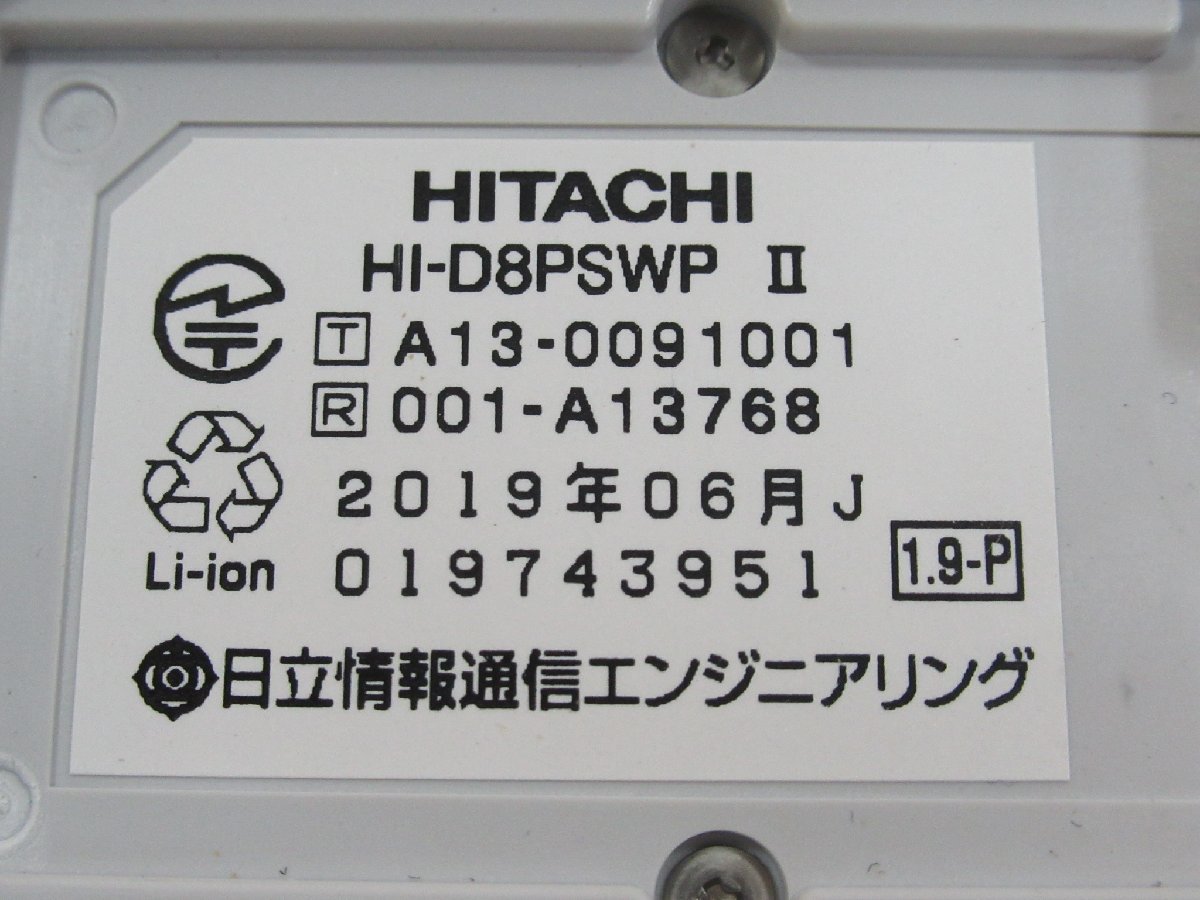 HITACHI
HI-D8PSWP Ⅱ
T A13-0091001
R 001-A13768
2019年06月J
Li-ion 019743951 1.9-P
日立情報通信エンジニアリング